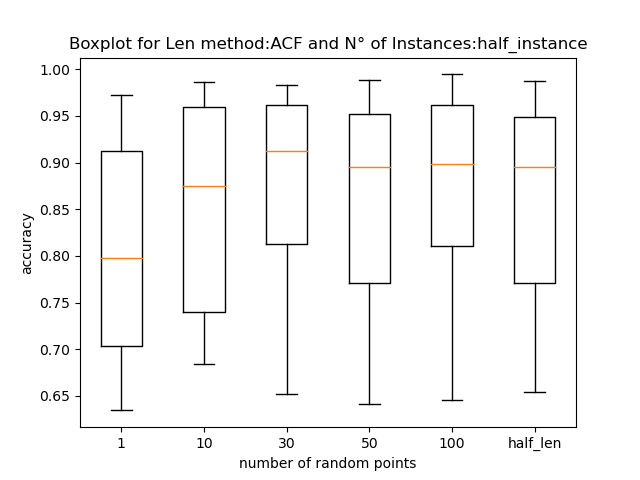 Boxplot for Len method:ACF and N° of Instances:half_instance
1.00
0.95
0.90
0.85
0.80
0.75
0.70
0.65
accuracy
1 10 30 50 100 half_len
number of random points